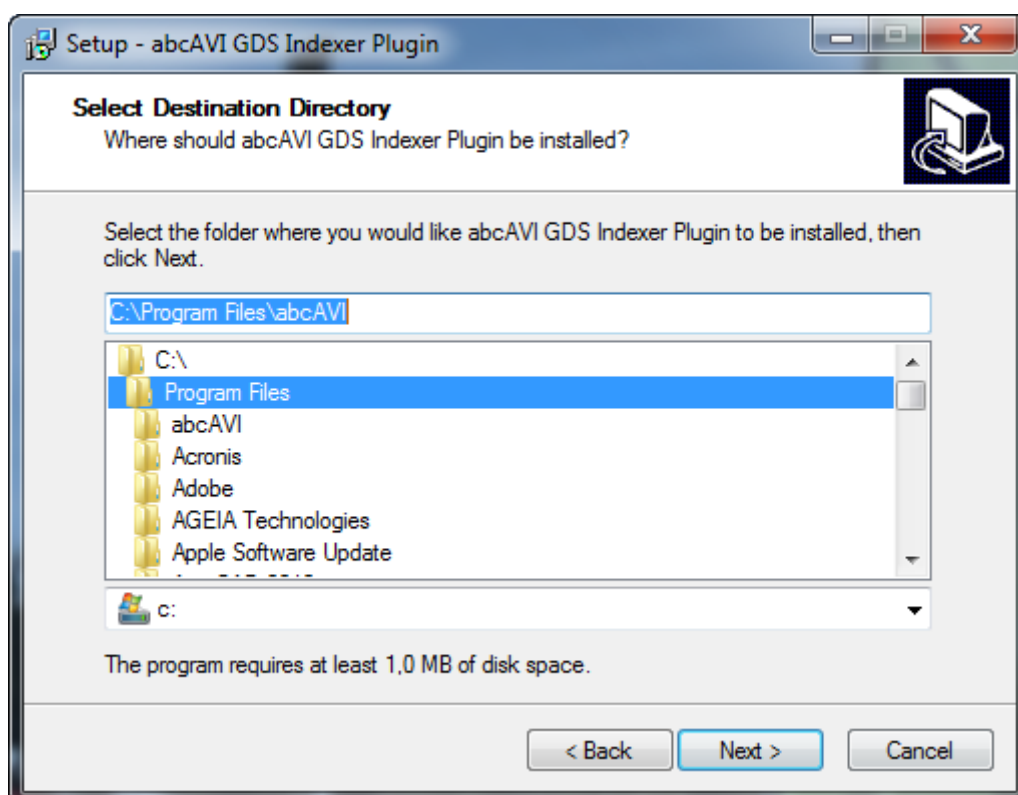 Setup - abcAVI GDS Indexer Plugin
Select Destination Directory
Where should abcAVI GDS Indexer Plugin be installed?
Select the folder where you would like abcAVI GDS Indexer Plugin to be installed, then
click Next.
C:\Program Files\abcAVI
C:\
Program Files
abcAVI
Acronis
Adobe
AGEIA Technologies
Apple Software Update
c:
The program requires at least 1,0 MB of disk space.
< Back
Next >
Cancel